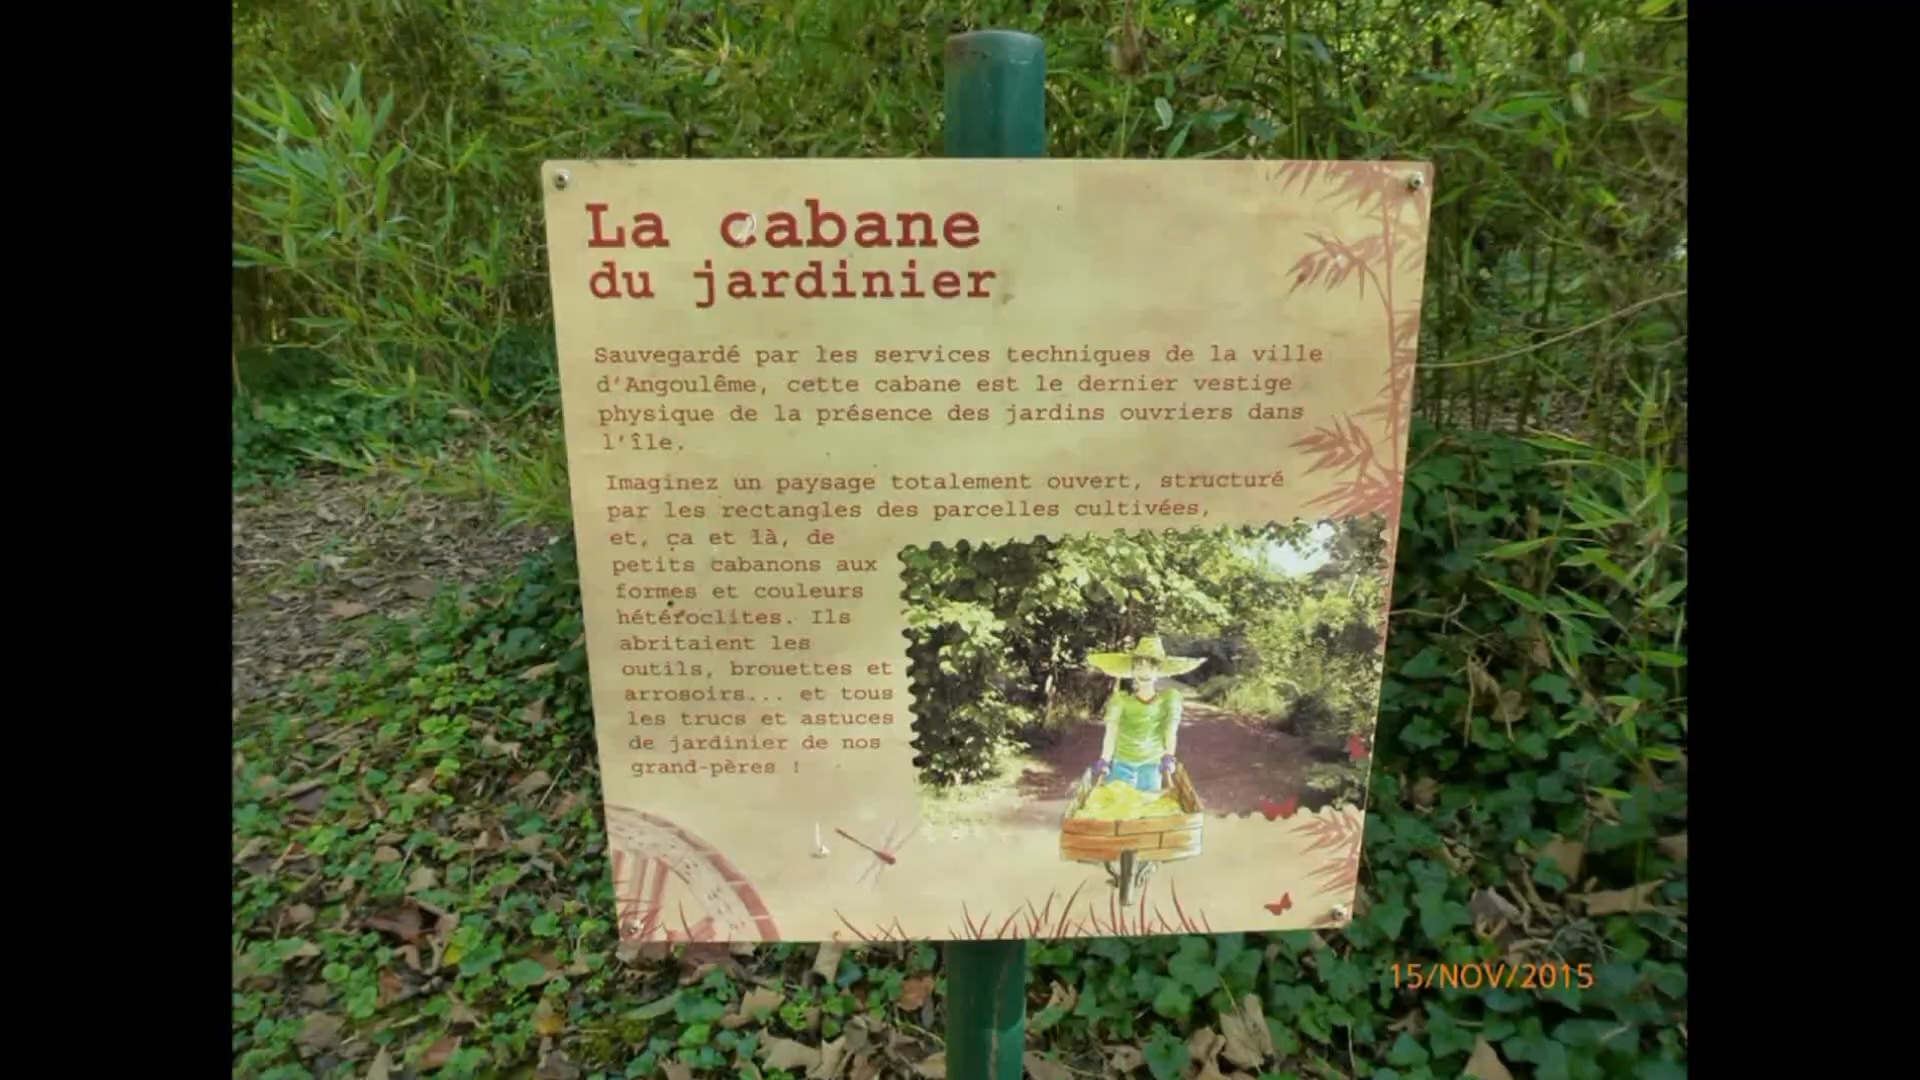 La cabane
du jardinier
Sauvegardé par les services techniques de la ville
d'Angoulême, cette cabane est le dernier vestige
physique de la présence des jardins ouvriers dans
l'île.
Imaginez un paysage totalement ouvert, structuré
par les rectangles des parcelles cultivées,
et, ça et là, de
petits cabanons aux
formes et couleurs
hétéroclites. Ils
abritaient les
outils, brouettes et
arrosoirs... et tous
les trucs et astuces
de jardinier de nos
grand-pères !
15/NOV/2015